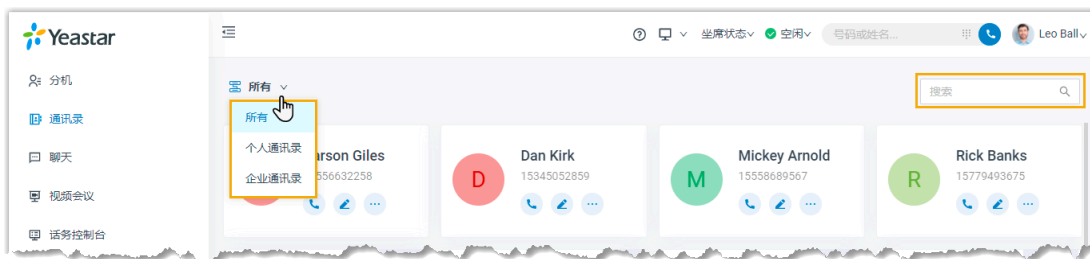 Yeastar
坐席状态
空闲
号码或姓名...
Leo Ball
分机
通讯录
聊天
视频会议
话务控制台
所有
搜索
所有
个人通讯录
企业通讯录
arson Giles
556632258
D
Dan Kirk
15345052859
M
Mickey Arnold
15558689567
R
Rick Banks
15779493675